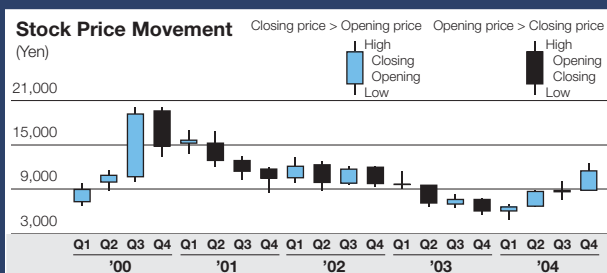 Stock Price Movement
(Yen)
Closing price > Opening price
High
Closing
Opening
Low
Opening price > Closing price
High
Opening
Closing
Low
21,000
15,000
9,000
3,000
Q1 Q2 Q3 Q4 Q1 Q2 Q3 Q4 Q1 Q2 Q3 Q4 Q1 Q2 Q3 Q4 Q1 Q2 Q3 Q4
’00 ’01 ’02 ’03 ’04